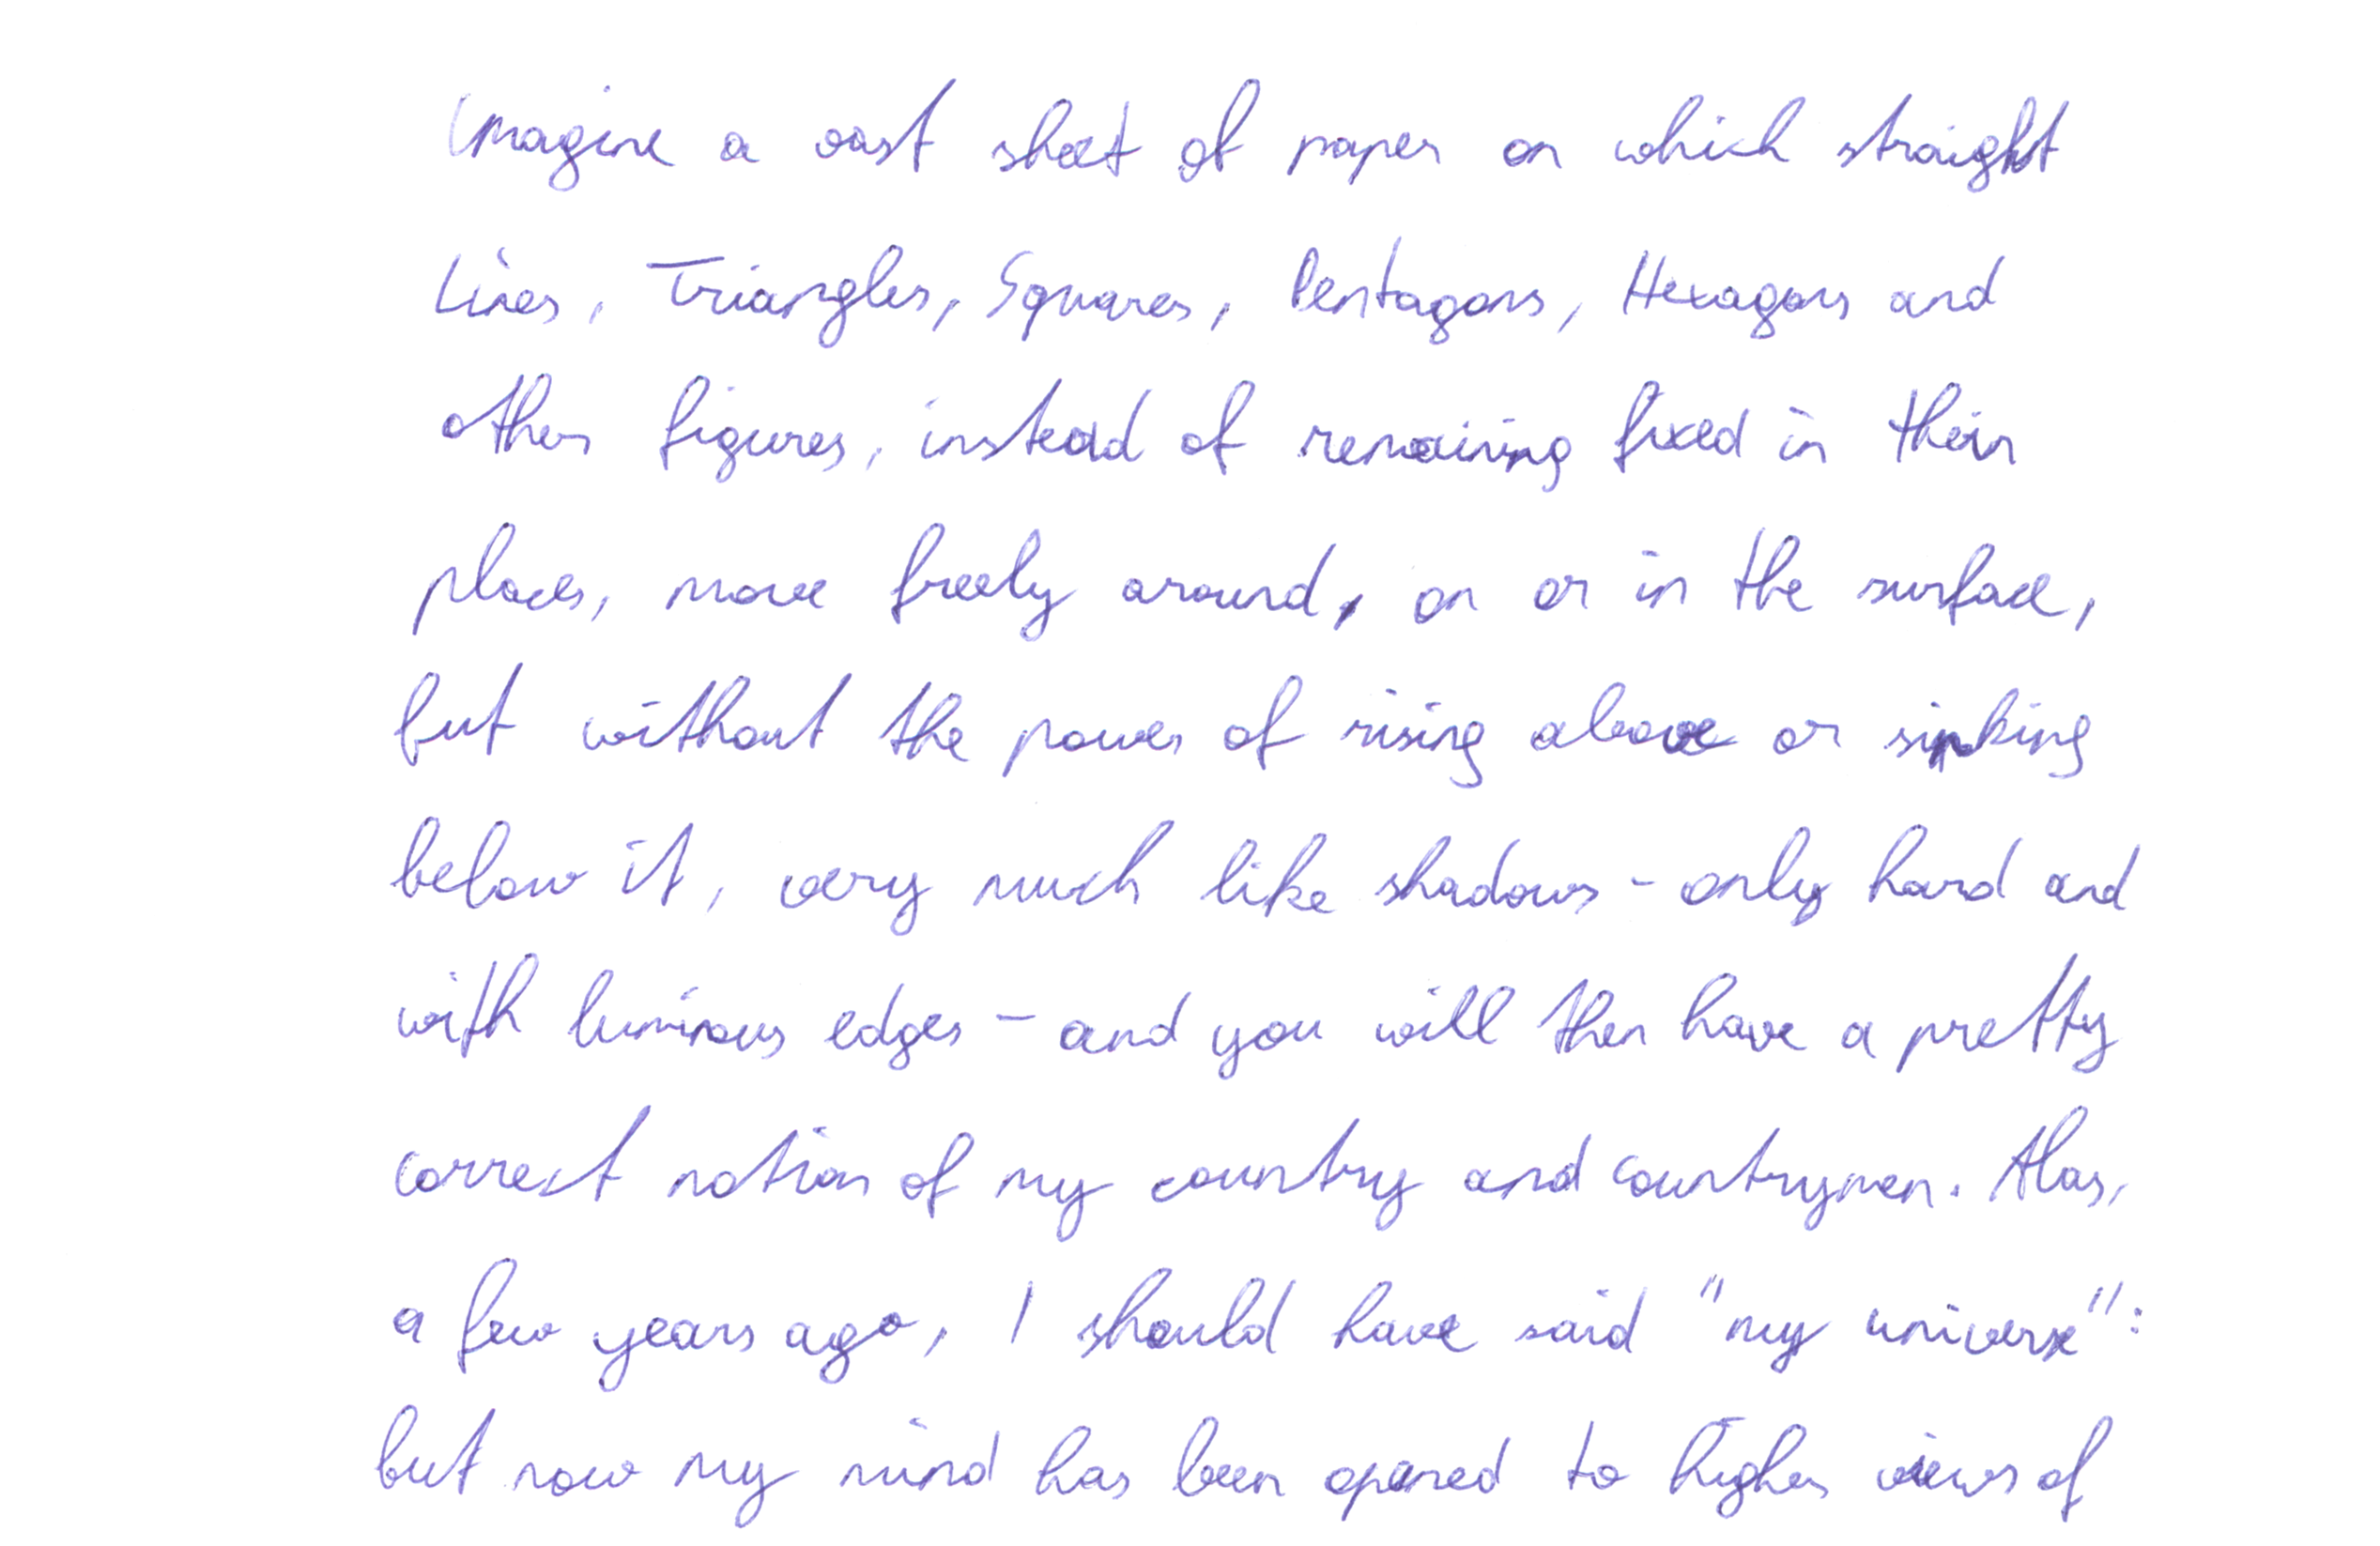 Imagine a vast sheet of paper on which straight
Lines, Triangles, Squares, Pentagons, Hexagons and
other figures, instead of remaining fixed in their
places, move freely around, on or in the surface,
but without the power of rising above or sinking
below it, very much like shadows - only hard and
with luminous edges - and you will then have a pretty
correct notion of my country and countrymen. Alas,
a few years ago, I should have said "my universe":
but now my mind has been opened to higher views of